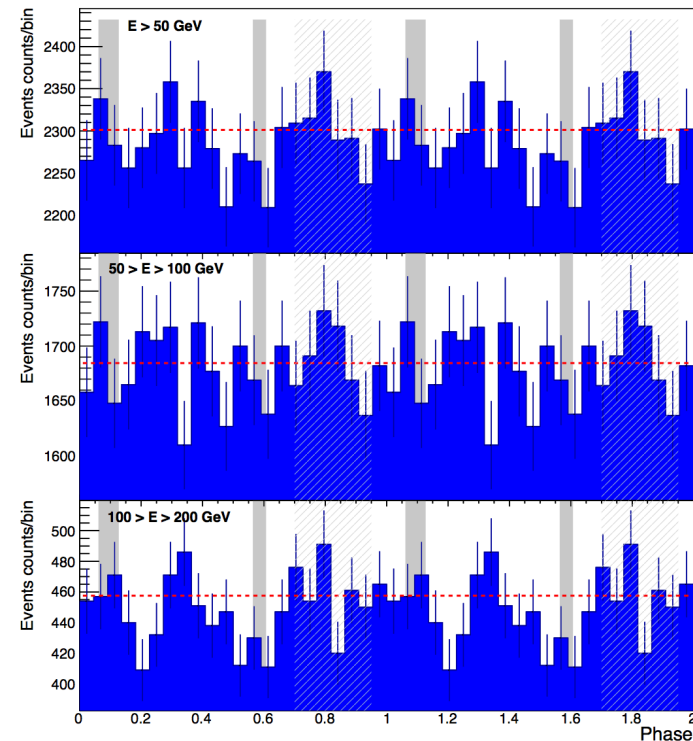 E > 50 GeV
Events counts/bin
2400
2350
2300
2250
2200
50 > E > 100 GeV
Events counts/bin
1750
1700
1650
1600
100 > E > 200 GeV
Events counts/bin
500
480
460
440
420
400
0 0.2 0.4 0.6 0.8 1 1.2 1.4 1.6 1.8 2
Phase